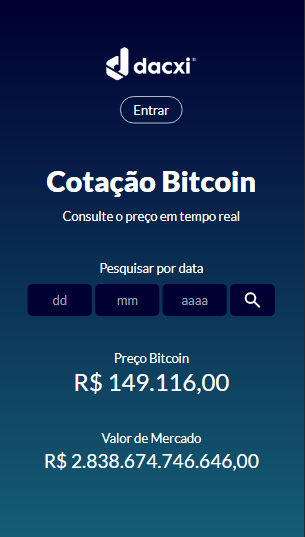 dacxi®
Entrar
Cotação Bitcoin
Consulte o preço em tempo real
Pesquisar por data
dd mm aaaa
Preço Bitcoin
R$ 149.116,00
Valor de Mercado
R$ 2.838.674.746.646,00